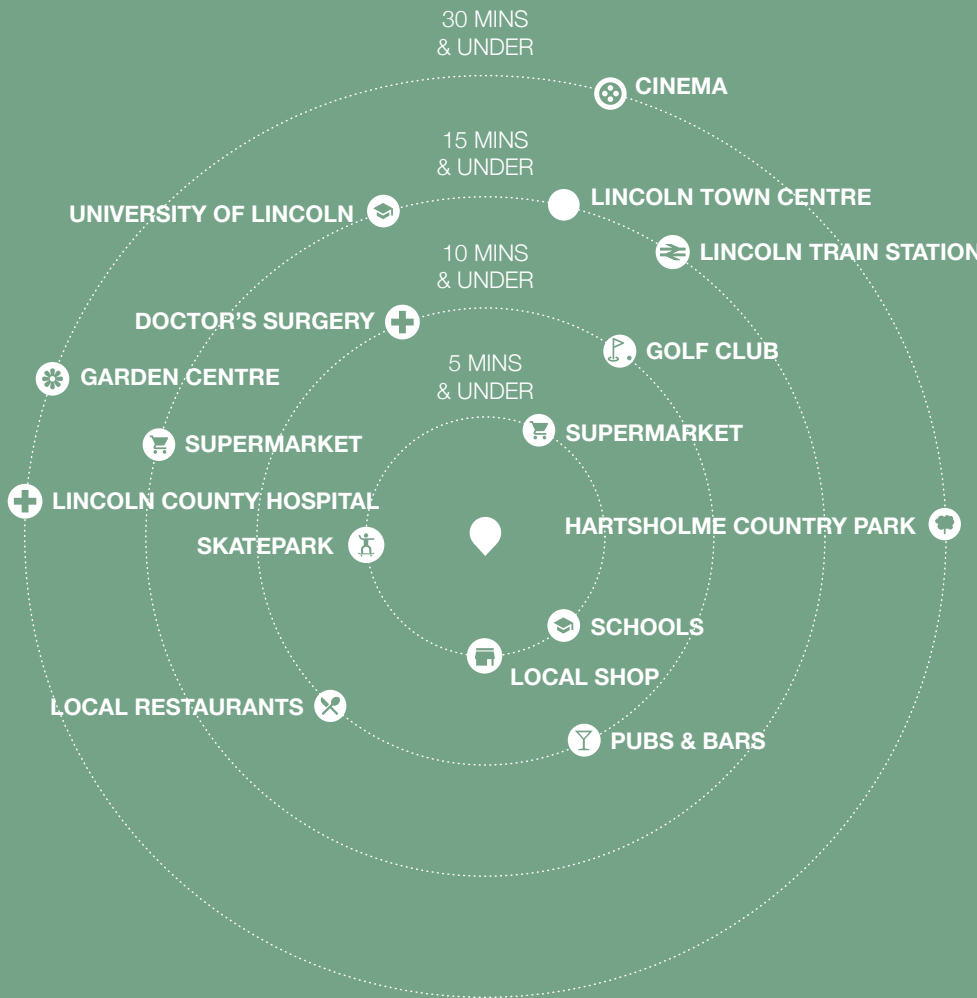 30 MINS
& UNDER
CINEMA
15 MINS
& UNDER
LINCOLN TOWN CENTRE
UNIVERSITY OF LINCOLN
LINCOLN TRAIN STATION
10 MINS
& UNDER
DOCTOR'S SURGERY
GOLF CLUB
5 MINS
& UNDER
GARDEN CENTRE
SUPERMARKET
SUPERMARKET
LINCOLN COUNTY HOSPITAL
HARTSHOLME COUNTRY PARK
SKATEPARK
SCHOOLS
LOCAL SHOP
LOCAL RESTAURANTS
PUBS & BARS